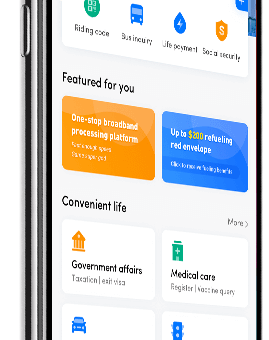 Riding code
Bus inquiry
Life payment
Social security
Featured for you
One-stop broadband
processing platform
Up to $200 refueling
red envelope
Click to receive fueling benefits
Convenient life
More >
Government affairs
Taxation | exit visa
Medical care
Register | Vaccine query